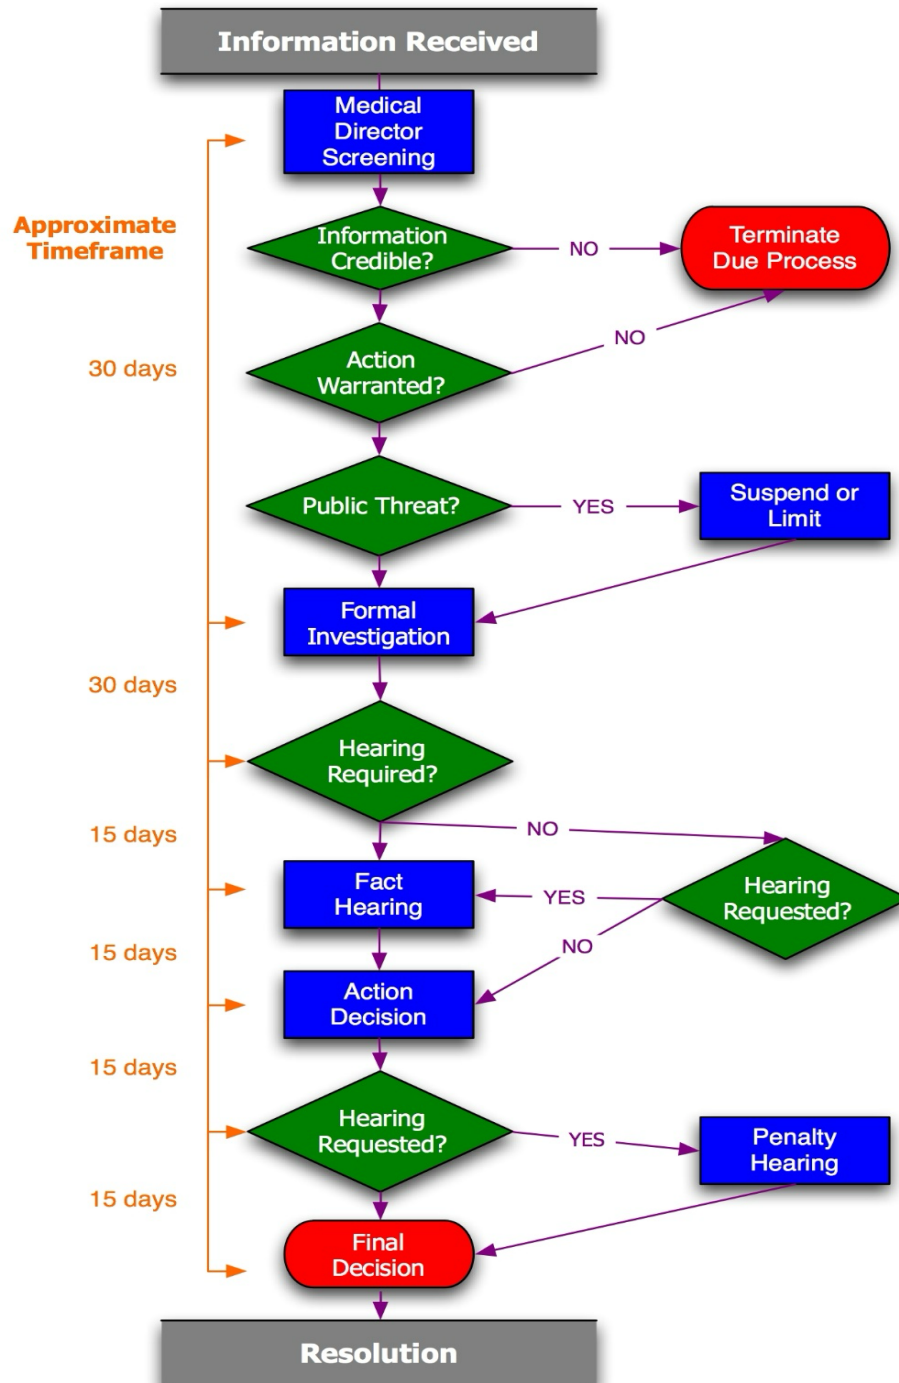 Information Received
Medical
Director
Screening
Approximate
Timeframe
Information
Credible?
NO
Terminate
Due Process
30 days
Action
Warranted?
NO
Public Threat?
YES
Suspend or
Limit
Formal
Investigation
30 days
Hearing
Required?
NO
15 days
Fact
Hearing
YES
Hearing
Requested?
NO
15 days
Action
Decision
15 days
Hearing
Requested?
YES
Penalty
Hearing
15 days
Final
Decision
Resolution